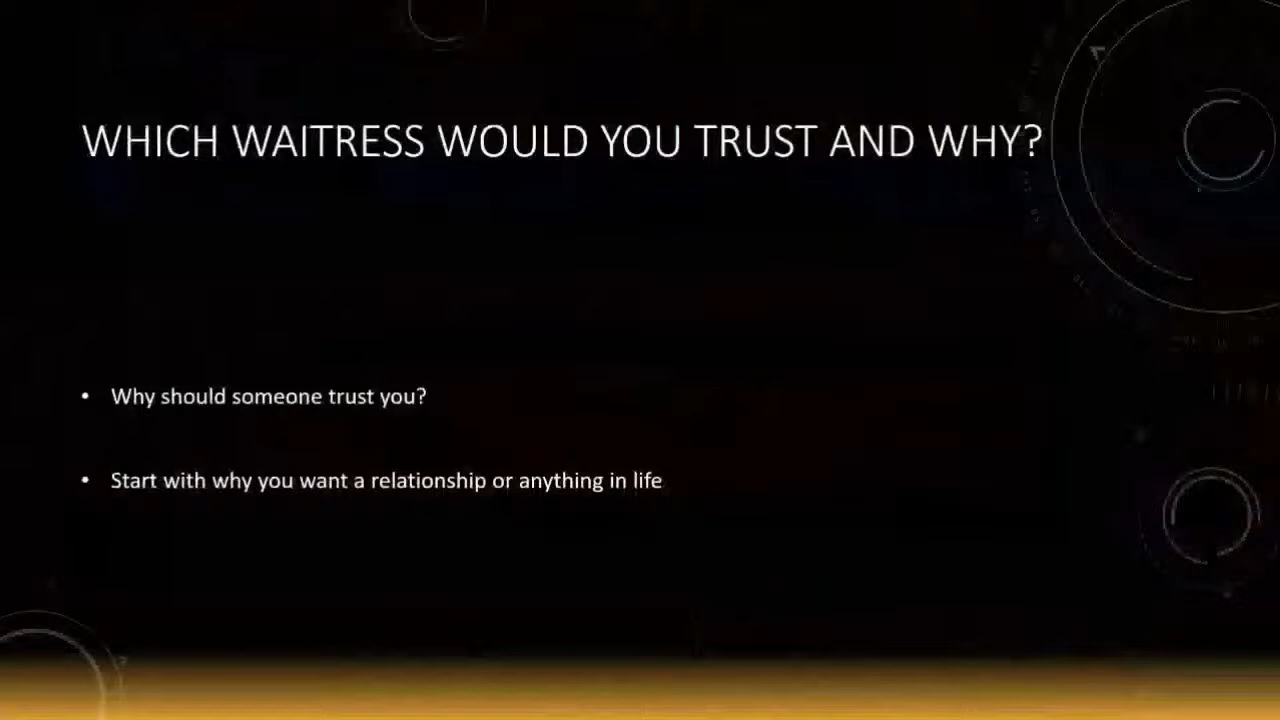 WHICH WAITRESS WOULD YOU TRUST AND WHY?
• Why should someone trust you?
• Start with why you want a relationship or anything in life